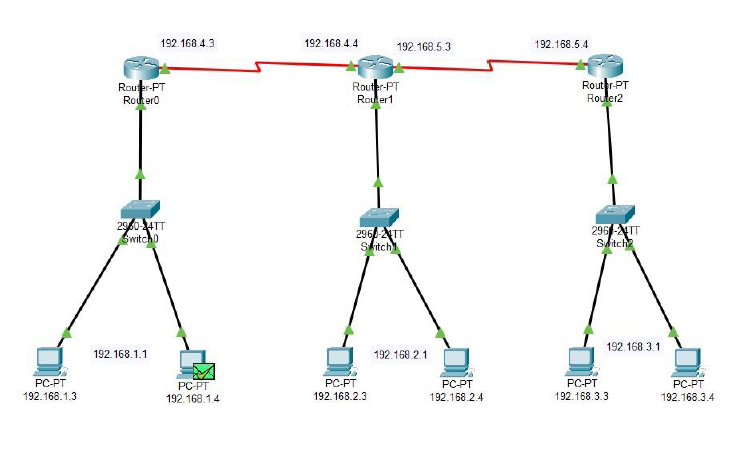 192.168.4.3
192.168.4.4
192.168.5.3
192.168.5.4
Router-PT
Router0
Router-PT
Router1
Router-PT
Router2
2960-24TT
Switch0
2960-24TT
Switch1
2960-24TT
Switch2
192.168.1.1
192.168.2.1
192.168.3.1
PC-PT
192.168.1.3
PC-PT
192.168.1.4
PC-PT
192.168.2.3
PC-PT
192.168.2.4
PC-PT
192.168.3.3
PC-PT
192.168.3.4